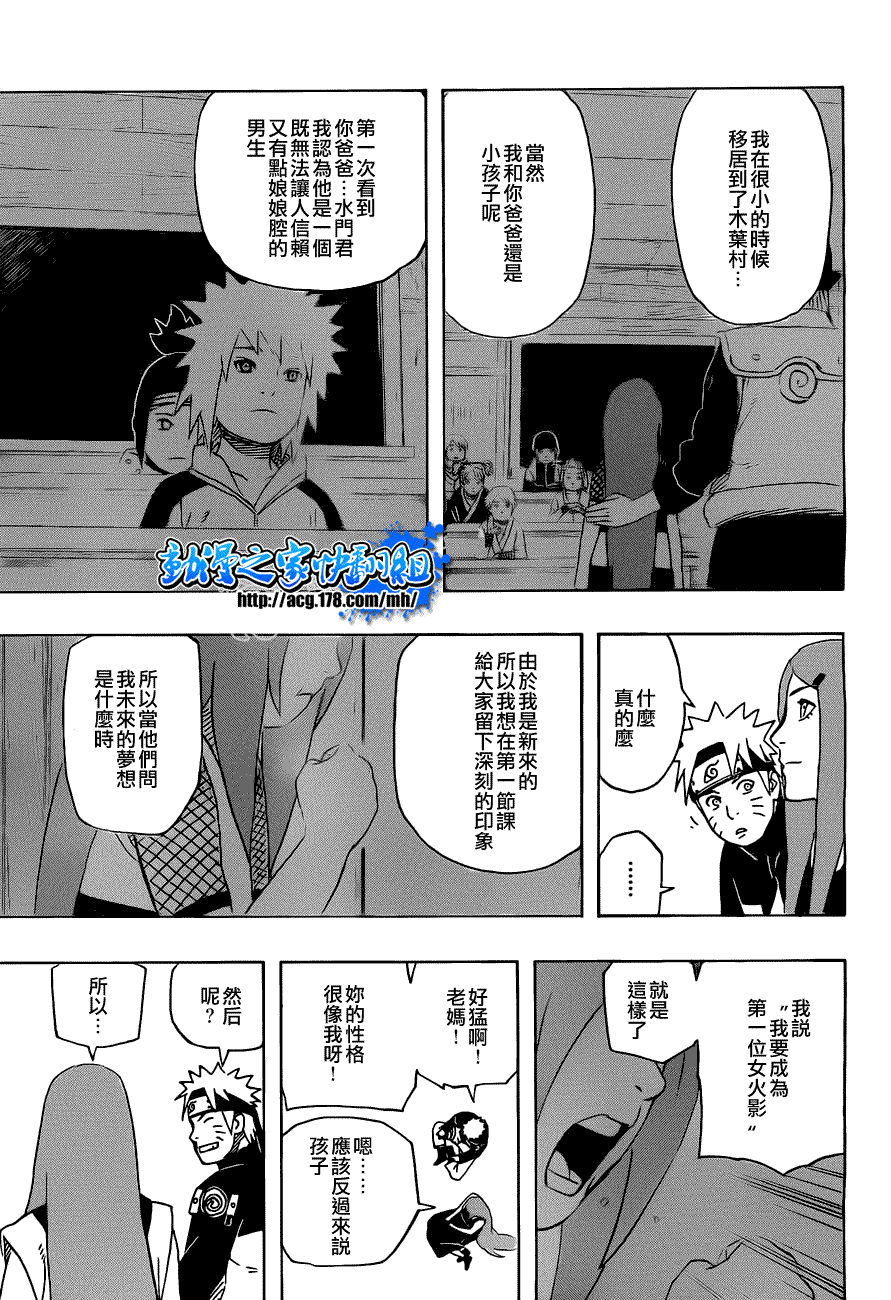 我在很小的時候
移居到了木葉村…
當然
我和你爸爸還是
小孩子呢
第一次看到
你爸爸…水門君
我認為他是一個
既無法讓人信賴
又有點娘娘腔的
男生
動漫之家快翻組
http://acg.178.com/mh/
什麼
真的麼
……
由於我是新來的
所以我想在第一節課
給大家留下深刻的印象
所以當他們問
我未來的夢想
是什麼時
我説
"我要成為
第一位女火影"
就是
這樣了
好猛啊!
老媽!
妳的性格
很像我呀!
嗯……
應該反過來說
孩子
然后
呢?
所以…